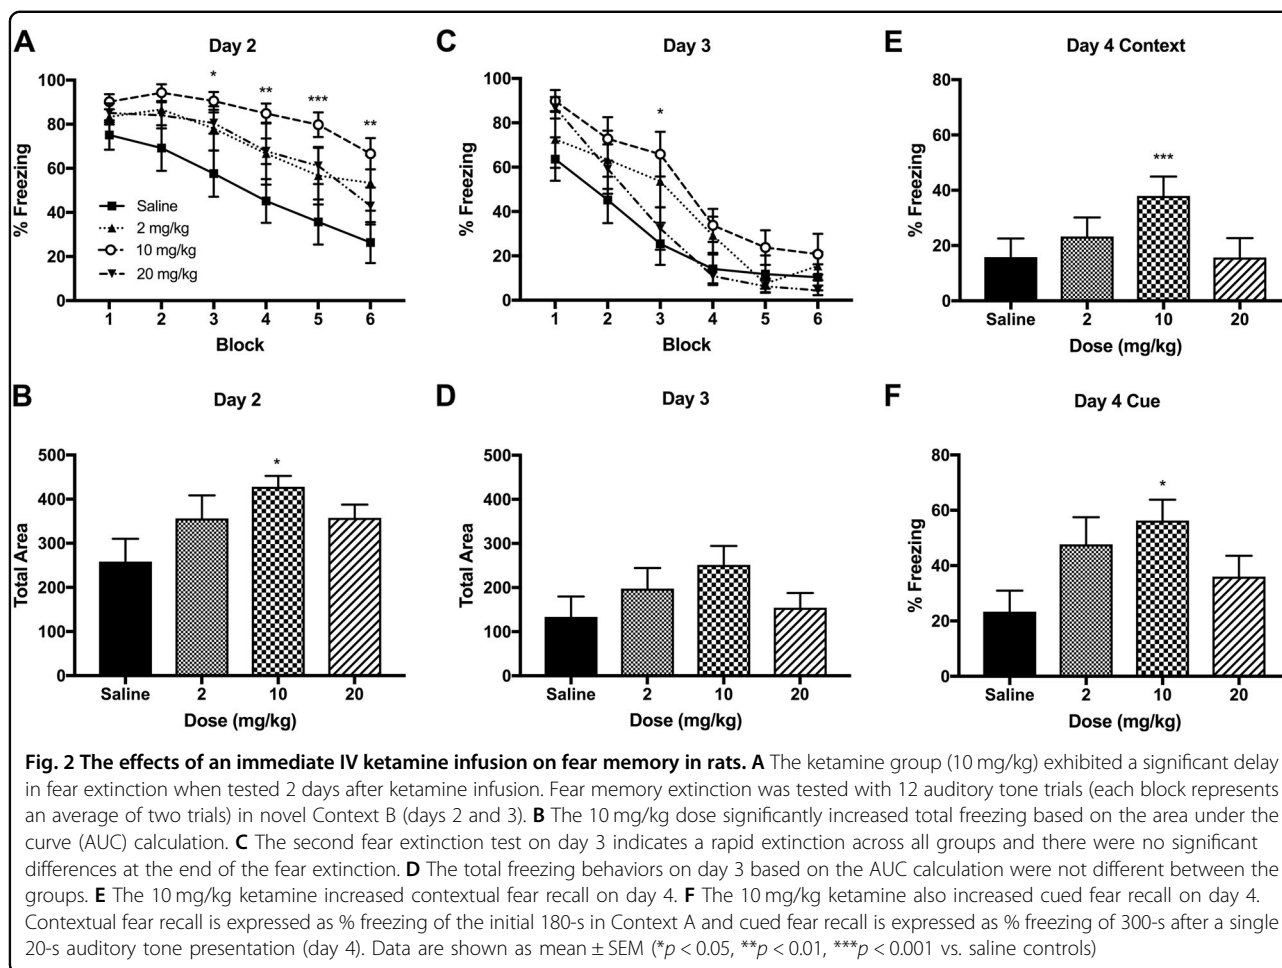 A
Day 2
% Freezing
100
80
60
40
20
0
*
**
***
**
Saline
2 mg/kg
10 mg/kg
20 mg/kg
1 2 3 4 5 6
Block
C
Day 3
% Freezing
100
80
60
40
20
0
*
1 2 3 4 5 6
Block
E
Day 4 Context
% Freezing
80
60
40
20
0
***
Saline 2 10 20
Dose (mg/kg)
B
Day 2
Total Area
500
400
300
200
100
0
*
Saline 2 10 20
Dose (mg/kg)
D
Day 3
Total Area
500
400
300
200
100
0
Saline 2 10 20
Dose (mg/kg)
F
Day 4 Cue
% Freezing
80
60
40
20
0
*
Saline 2 10 20
Dose (mg/kg)
Fig. 2 The effects of an immediate IV ketamine infusion on fear memory in rats. A The ketamine group (10 mg/kg) exhibited a significant delay
in fear extinction when tested 2 days after ketamine infusion. Fear memory extinction was tested with 12 auditory tone trials (each block represents
an average of two trials) in novel Context B (days 2 and 3). B The 10 mg/kg dose significantly increased total freezing based on the area under the
curve (AUC) calculation. C The second fear extinction test on day 3 indicates a rapid extinction across all groups and there were no significant
differences at the end of the fear extinction. D The total freezing behaviors on day 3 based on the AUC calculation were not different between the
groups. E The 10 mg/kg ketamine increased contextual fear recall on day 4. F The 10 mg/kg ketamine also increased cued fear recall on day 4.
Contextual fear recall is expressed as % freezing of the initial 180-s in Context A and cued fear recall is expressed as % freezing of 300-s after a single
20-s auditory tone presentation (day 4). Data are shown as mean ± SEM (*p < 0.05, **p < 0.01, ***p < 0.001 vs. saline controls)